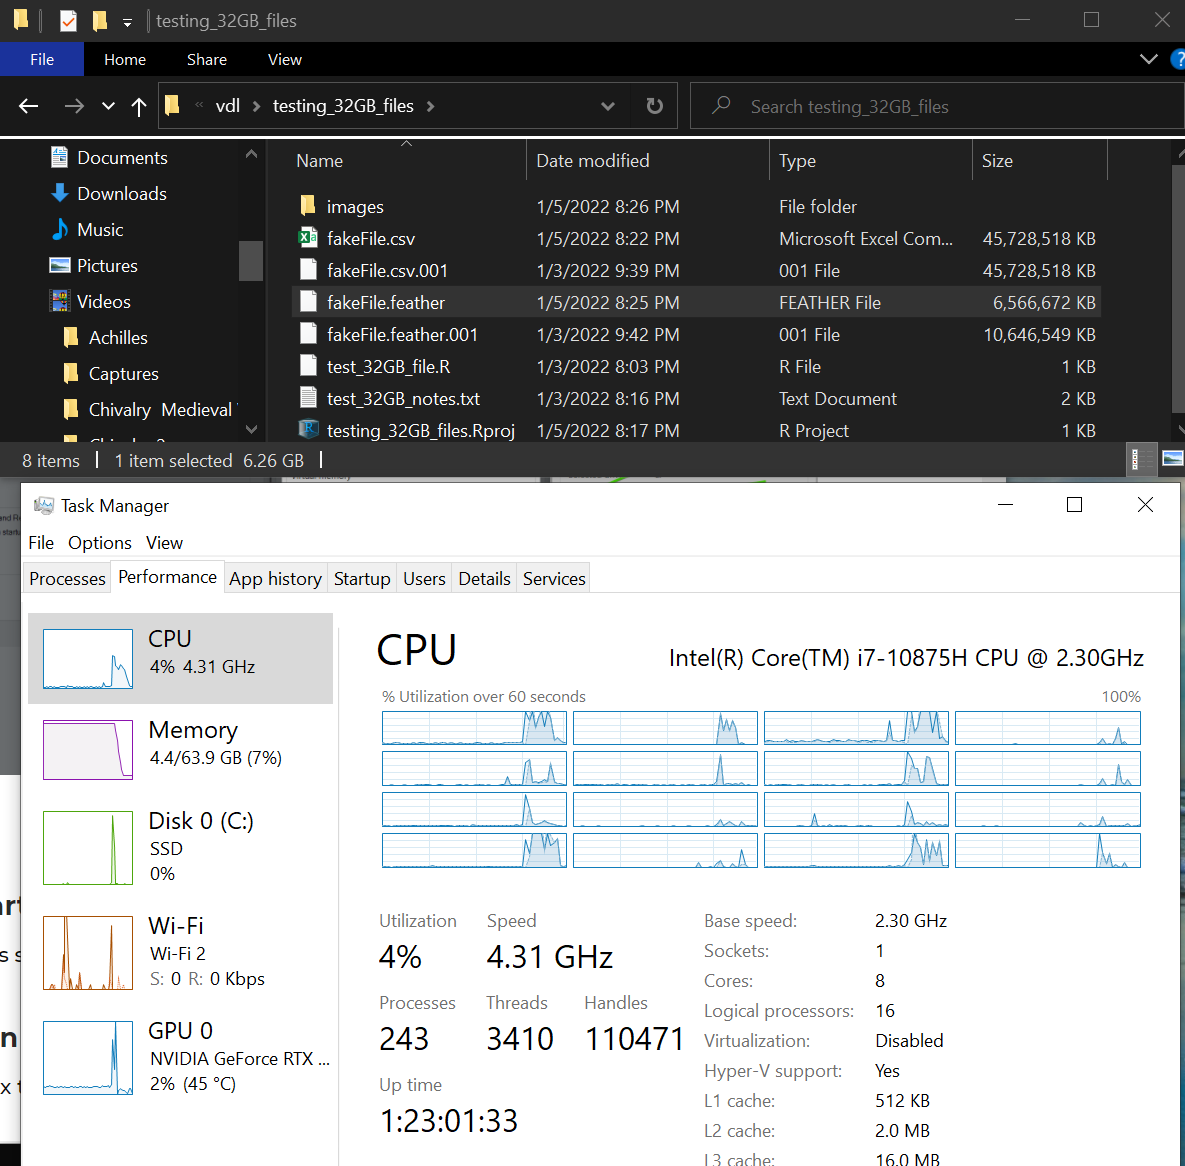 testing_32GB_files
File Home Share View
« vdl > testing_32GB_files >
Search testing_32GB_files
Documents
Downloads
Music
Pictures
Videos
Achilles
Captures
Chivalry Medieval
Name Date modified Type Size
images 1/5/2022 8:26 PM File folder
fakeFile.csv 1/5/2022 8:22 PM Microsoft Excel Com... 45,728,518 KB
fakeFile.csv.001 1/3/2022 9:39 PM 001 File 45,728,518 KB
fakeFile.feather 1/5/2022 8:25 PM FEATHER File 6,566,672 KB
fakeFile.feather.001 1/3/2022 9:42 PM 001 File 10,646,549 KB
test_32GB_file.R 1/3/2022 8:03 PM R File 1 KB
test_32GB_notes.txt 1/3/2022 8:16 PM Text Document 2 KB
testing_32GB_files.Rproj 1/5/2022 8:17 PM R Project 1 KB
8 items 1 item selected 6.26 GB
Task Manager
File Options View
Processes Performance App history Startup Users Details Services
CPU
4% 4.31 GHz
Memory
4.4/63.9 GB (7%)
Disk 0 (C:)
SSD
0%
Wi-Fi
Wi-Fi 2
S: 0 R: 0 Kbps
GPU 0
NVIDIA GeForce RTX ...
2% (45 °C)
CPU
Intel(R) Core(TM) i7-10875H CPU @ 2.30GHz
% Utilization over 60 seconds 100%
Utilization Speed
4% 4.31 GHz
Processes Threads Handles
243 3410 110471
Up time
1:23:01:33
Base speed: 2.30 GHz
Sockets: 1
Cores: 8
Logical processors: 16
Virtualization: Disabled
Hyper-V support: Yes
L1 cache: 512 KB
L2 cache: 2.0 MB
L3 cache: 16.0 MB